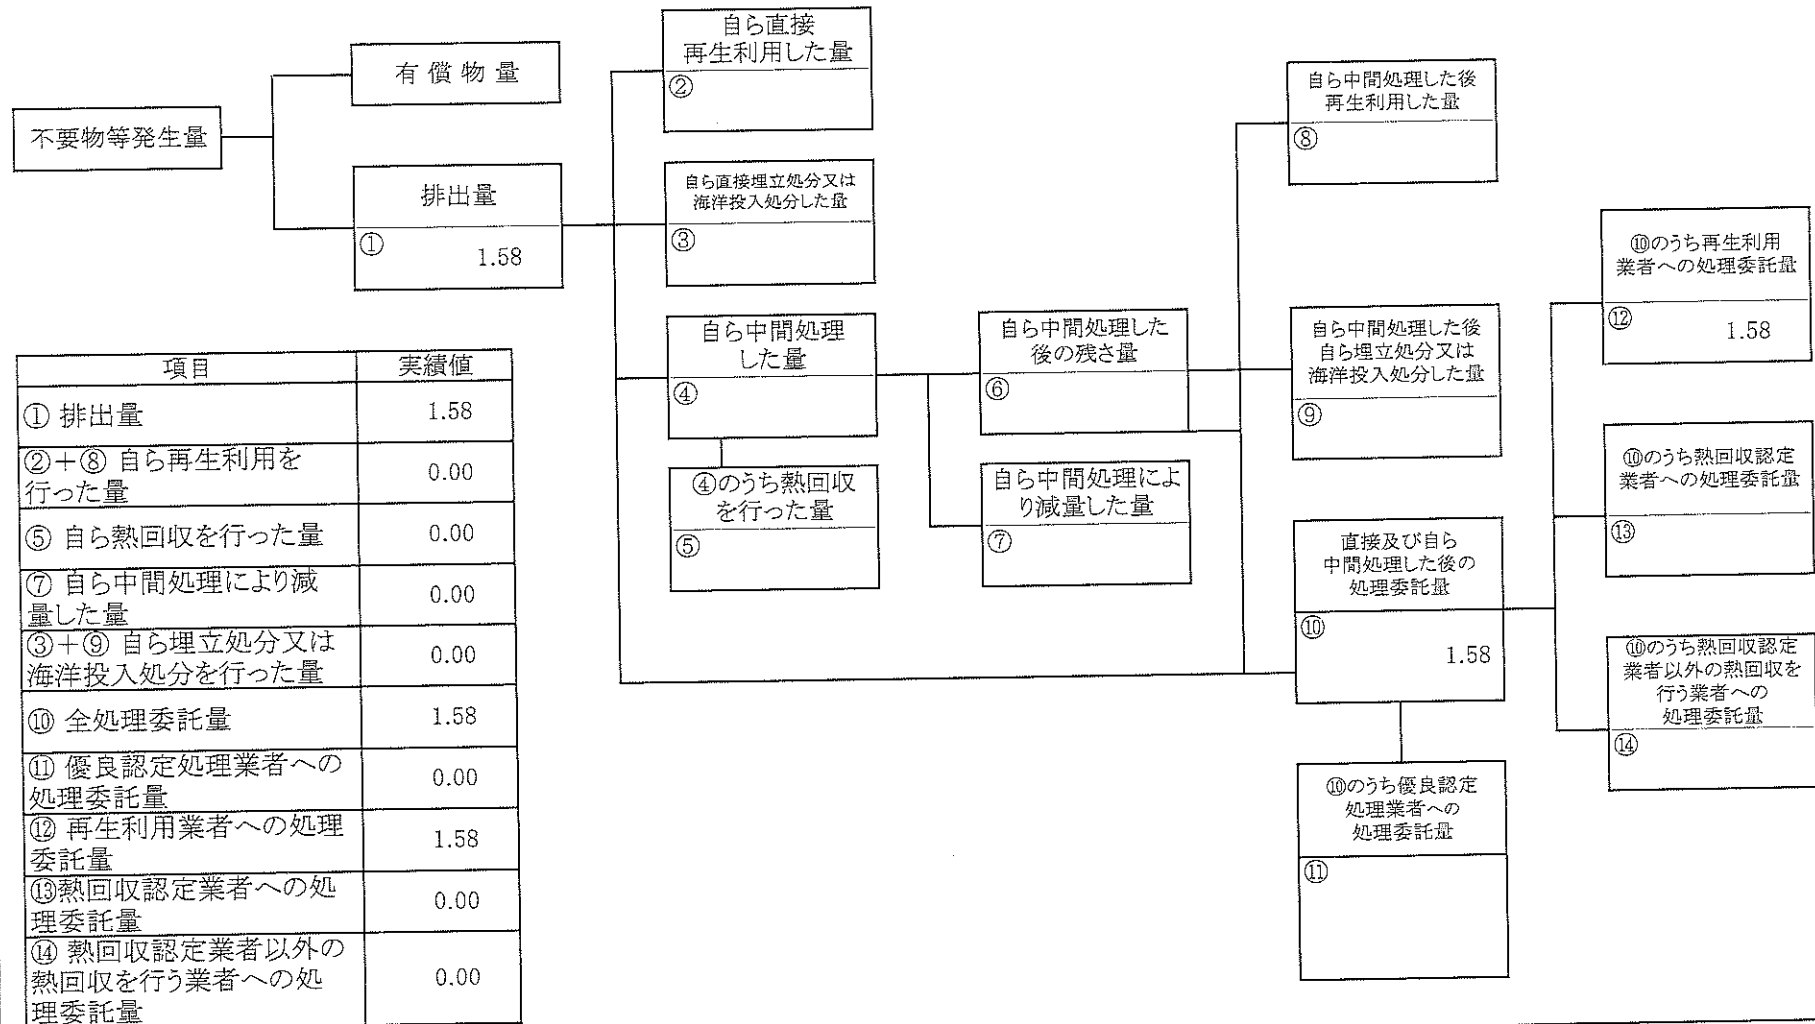 不要物等発生量
有償物量
排出量
①
1.58
自ら直接
再生利用した量
②
自ら直接埋立処分又は
海洋投入処分した量
③
自ら中間処理
した量
④
④のうち熱回収
を行った量
⑤
自ら中間処理した
後の残さ量
⑥
自ら中間処理によ
り減量した量
⑦
自ら中間処理した後
再生利用した量
⑧
自ら中間処理した後
自ら埋立処分又は
海洋投入処分した量
⑨
直接及び自ら
中間処理した後の
処理委託量
⑩
1.58
⑩のうち優良認定
処理業者への
処理委託量
⑪
⑩のうち再生利用
業者への処理委託量
⑫
1.58
⑩のうち熱回収認定
業者への処理委託量
⑬
⑩のうち熱回収認定
業者以外の熱回収を
行う業者への
処理委託量
⑭
項目 実績値
① 排出量 1.58
②+⑧ 自ら再生利用を
行った量 0.00
⑤ 自ら熱回収を行った量 0.00
⑦ 自ら中間処理により減
量した量 0.00
③+⑨ 自ら埋立処分又は
海洋投入処分を行った量 0.00
⑩ 全処理委託量 1.58
⑪ 優良認定処理業者への
処理委託量 0.00
⑫ 再生利用業者への処理
委託量 1.58
⑬熱回収認定業者への処
理委託量 0.00
⑭ 熱回収認定業者以外の
熱回収を行う業者への処
理委託量 0.00